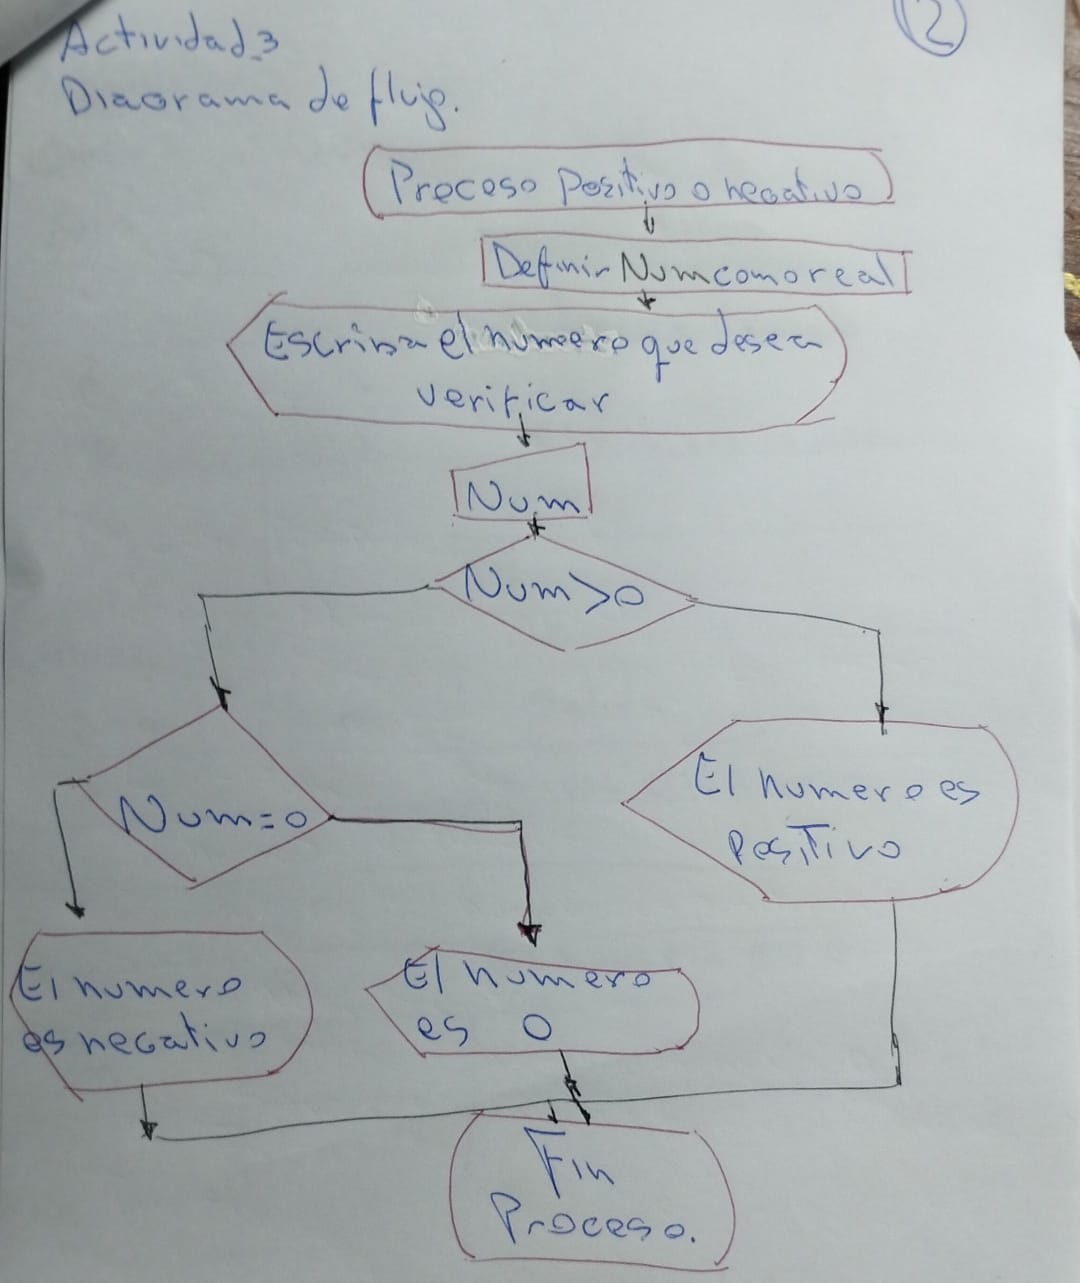 2
Actividad 3
Diagrama de flujo.
Proceso Positivo o negativo
Definir Num como real
Escriba el numero que desea
verificar
Num
Num>0
Num=0
El numero es
Positivo
El numero
es negativo
El numero
es 0
Fin
Proceso.